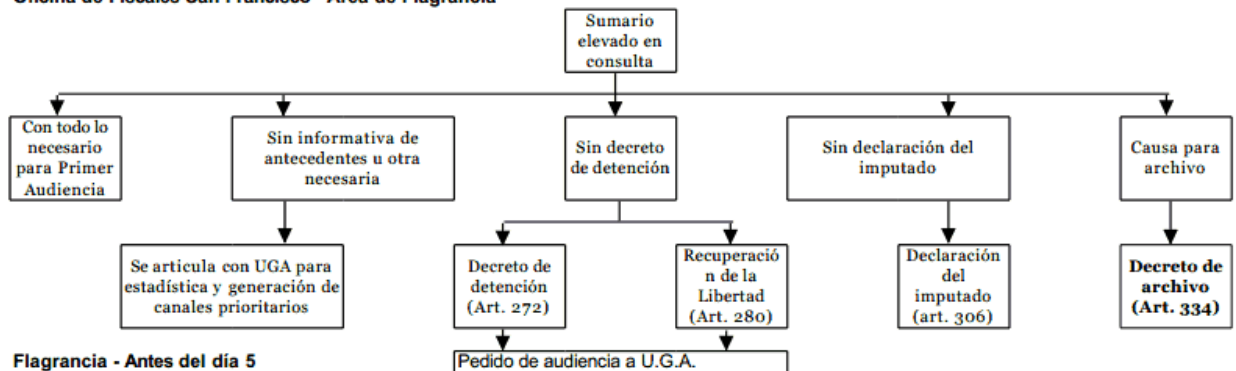 Oficina de Fiscales San Francisco - Área de Flagrancia
Sumario
elevado en
consulta
Con todo lo
necesario
para Primer
Audiencia
Sin informativa de
antecedentes u otra
necesaria
Sin decreto
de detención
Sin declaración del
imputado
Causa para
archivo
Se articula con UGA para
estadística y generación de
canales prioritarios
Decreto de
detención
(Art. 272)
Recuperació
n de la
Libertad
(Art. 280)
Declaración
del
imputado
(art. 306)
Decreto de
archivo
(Art. 334)
Flagrancia - Antes del día 5
Pedido de audiencia a U.G.A.